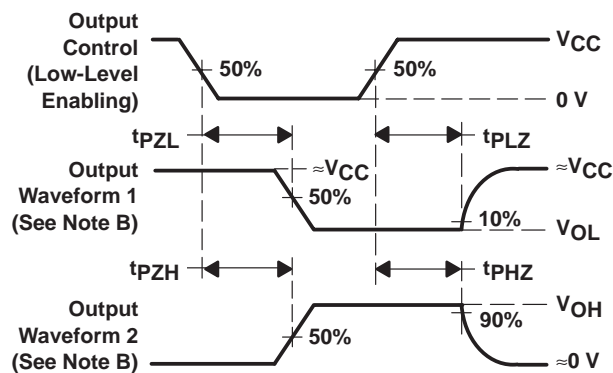 Output
Control
(Low-Level
Enabling)
50%
50%
VCC
0 V
tPZL
tPLZ
Output
Waveform 1
(See Note B)
≈VCC
50%
≈VCC
10%
VOL
tPZH
tPHZ
Output
Waveform 2
(See Note B)
50%
VOH
90%
≈0 V